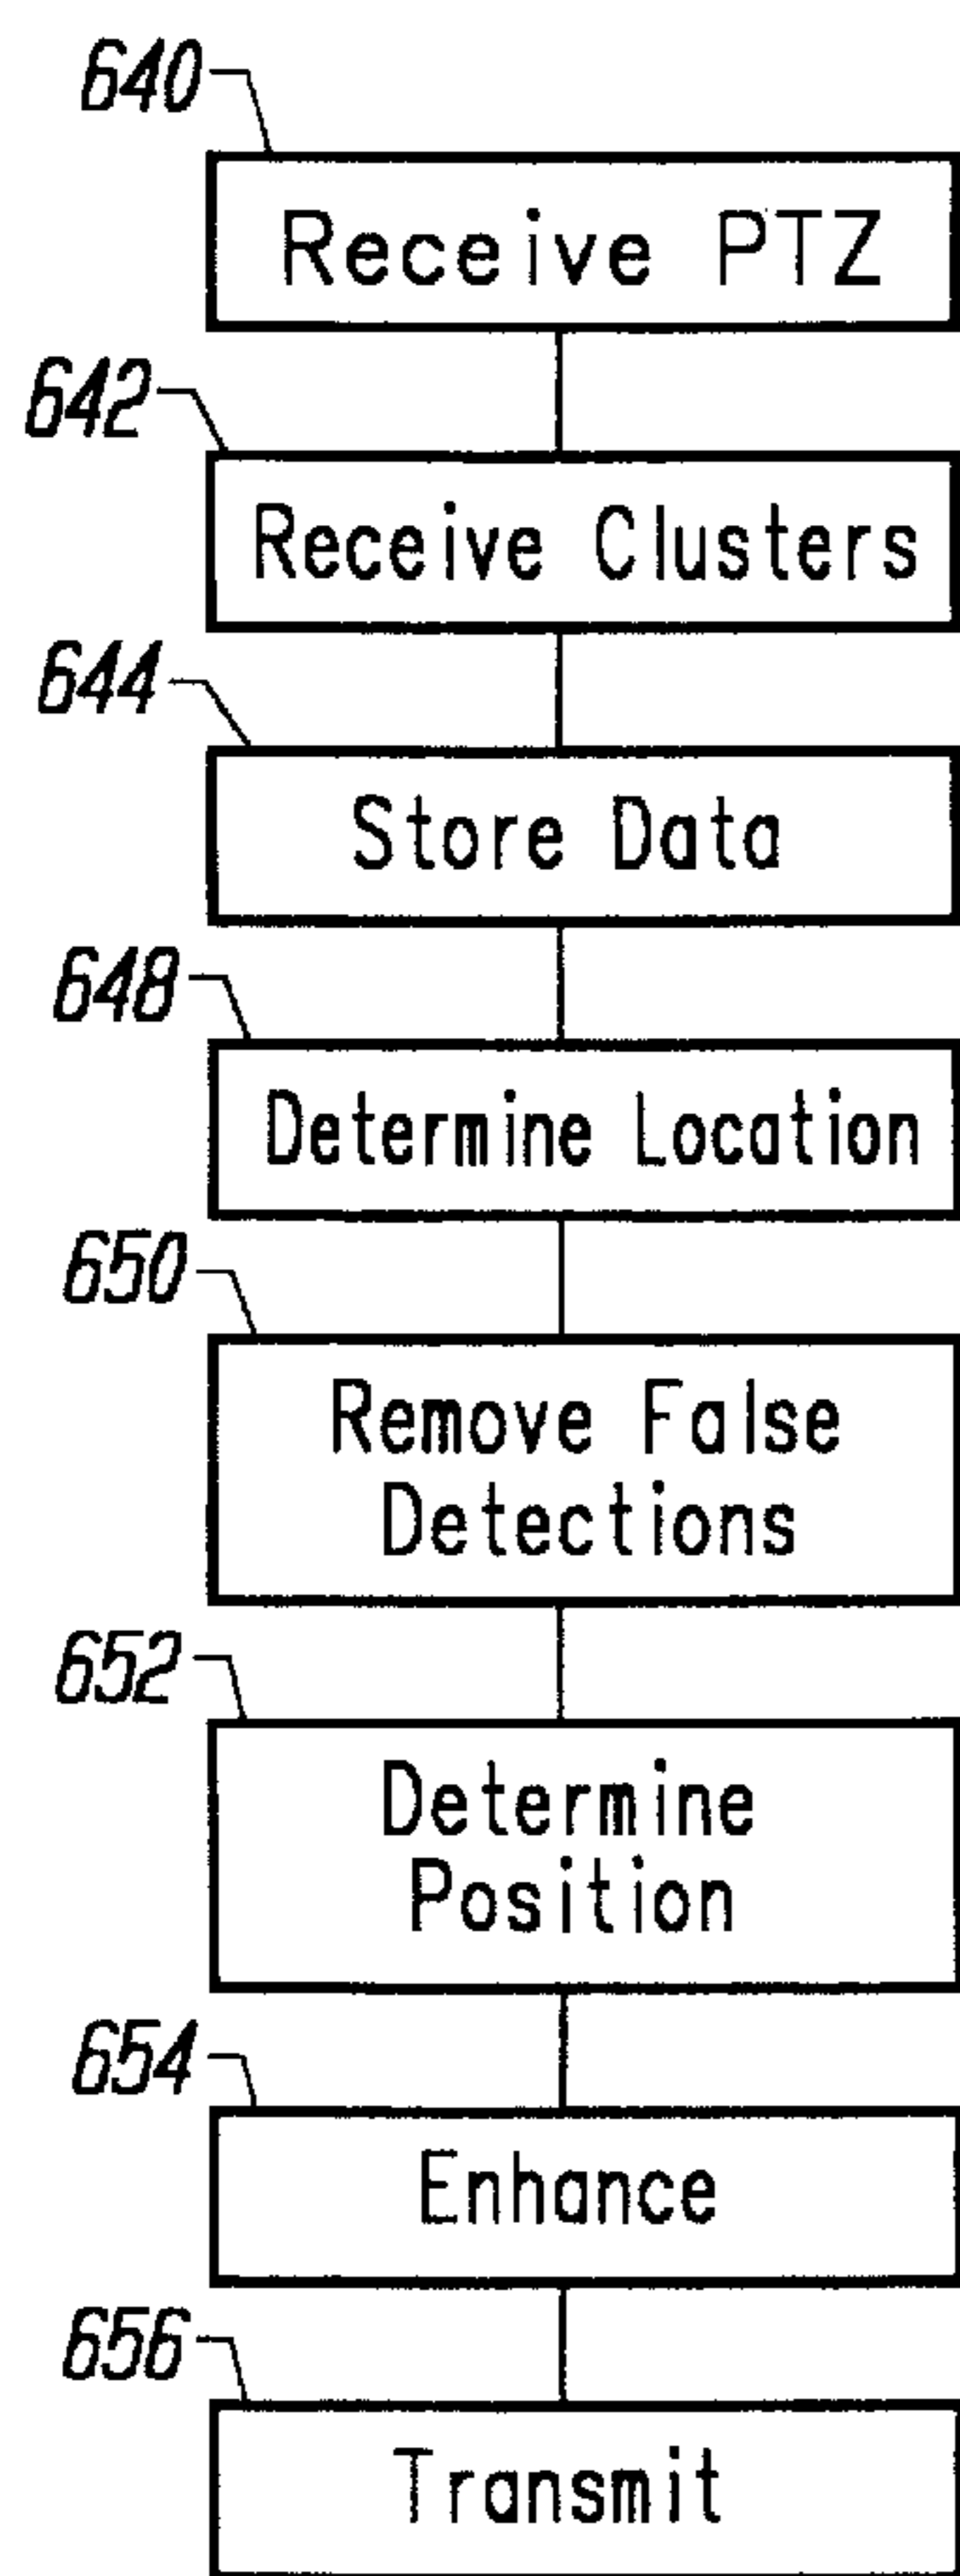 640
Receive PTZ
642
Receive Clusters
644
Store Data
648
Determine Location
650
Remove False
Detections
652
Determine
Position
654
Enhance
656
Transmit